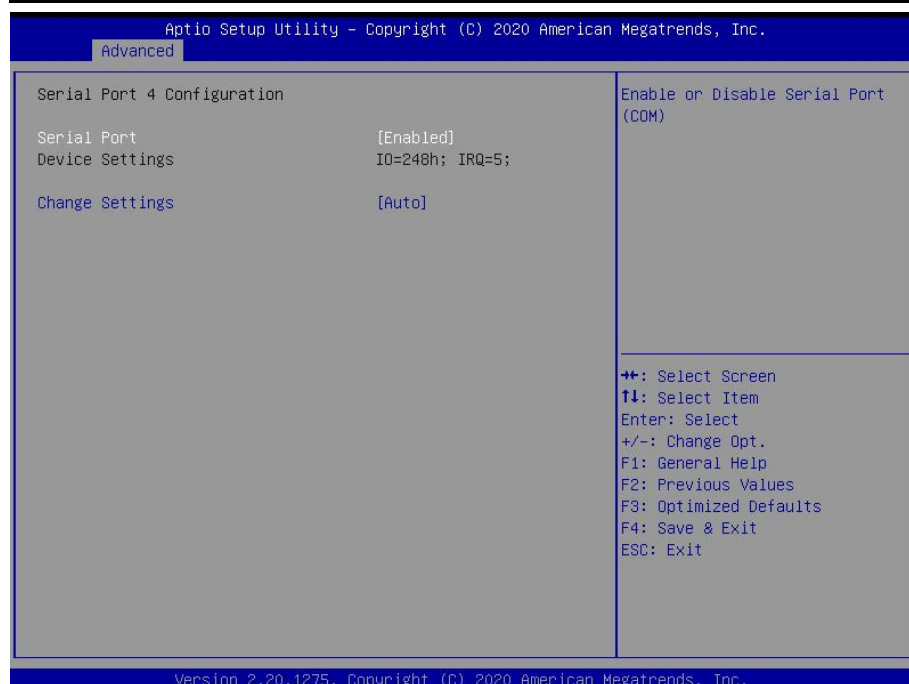 Aptio Setup Utility – Copyright (C) 2020 American Megatrends, Inc.
Advanced
Serial Port 4 Configuration
Serial Port [Enabled]
Device Settings IO=248h; IRQ=5;
Change Settings [Auto]
Enable or Disable Serial Port
(COM)
→←: Select Screen
↑↓: Select Item
Enter: Select
+/-: Change Opt.
F1: General Help
F2: Previous Values
F3: Optimized Defaults
F4: Save & Exit
ESC: Exit
Version 2.20.1275. Copyright (C) 2020 American Megatrends, Inc.